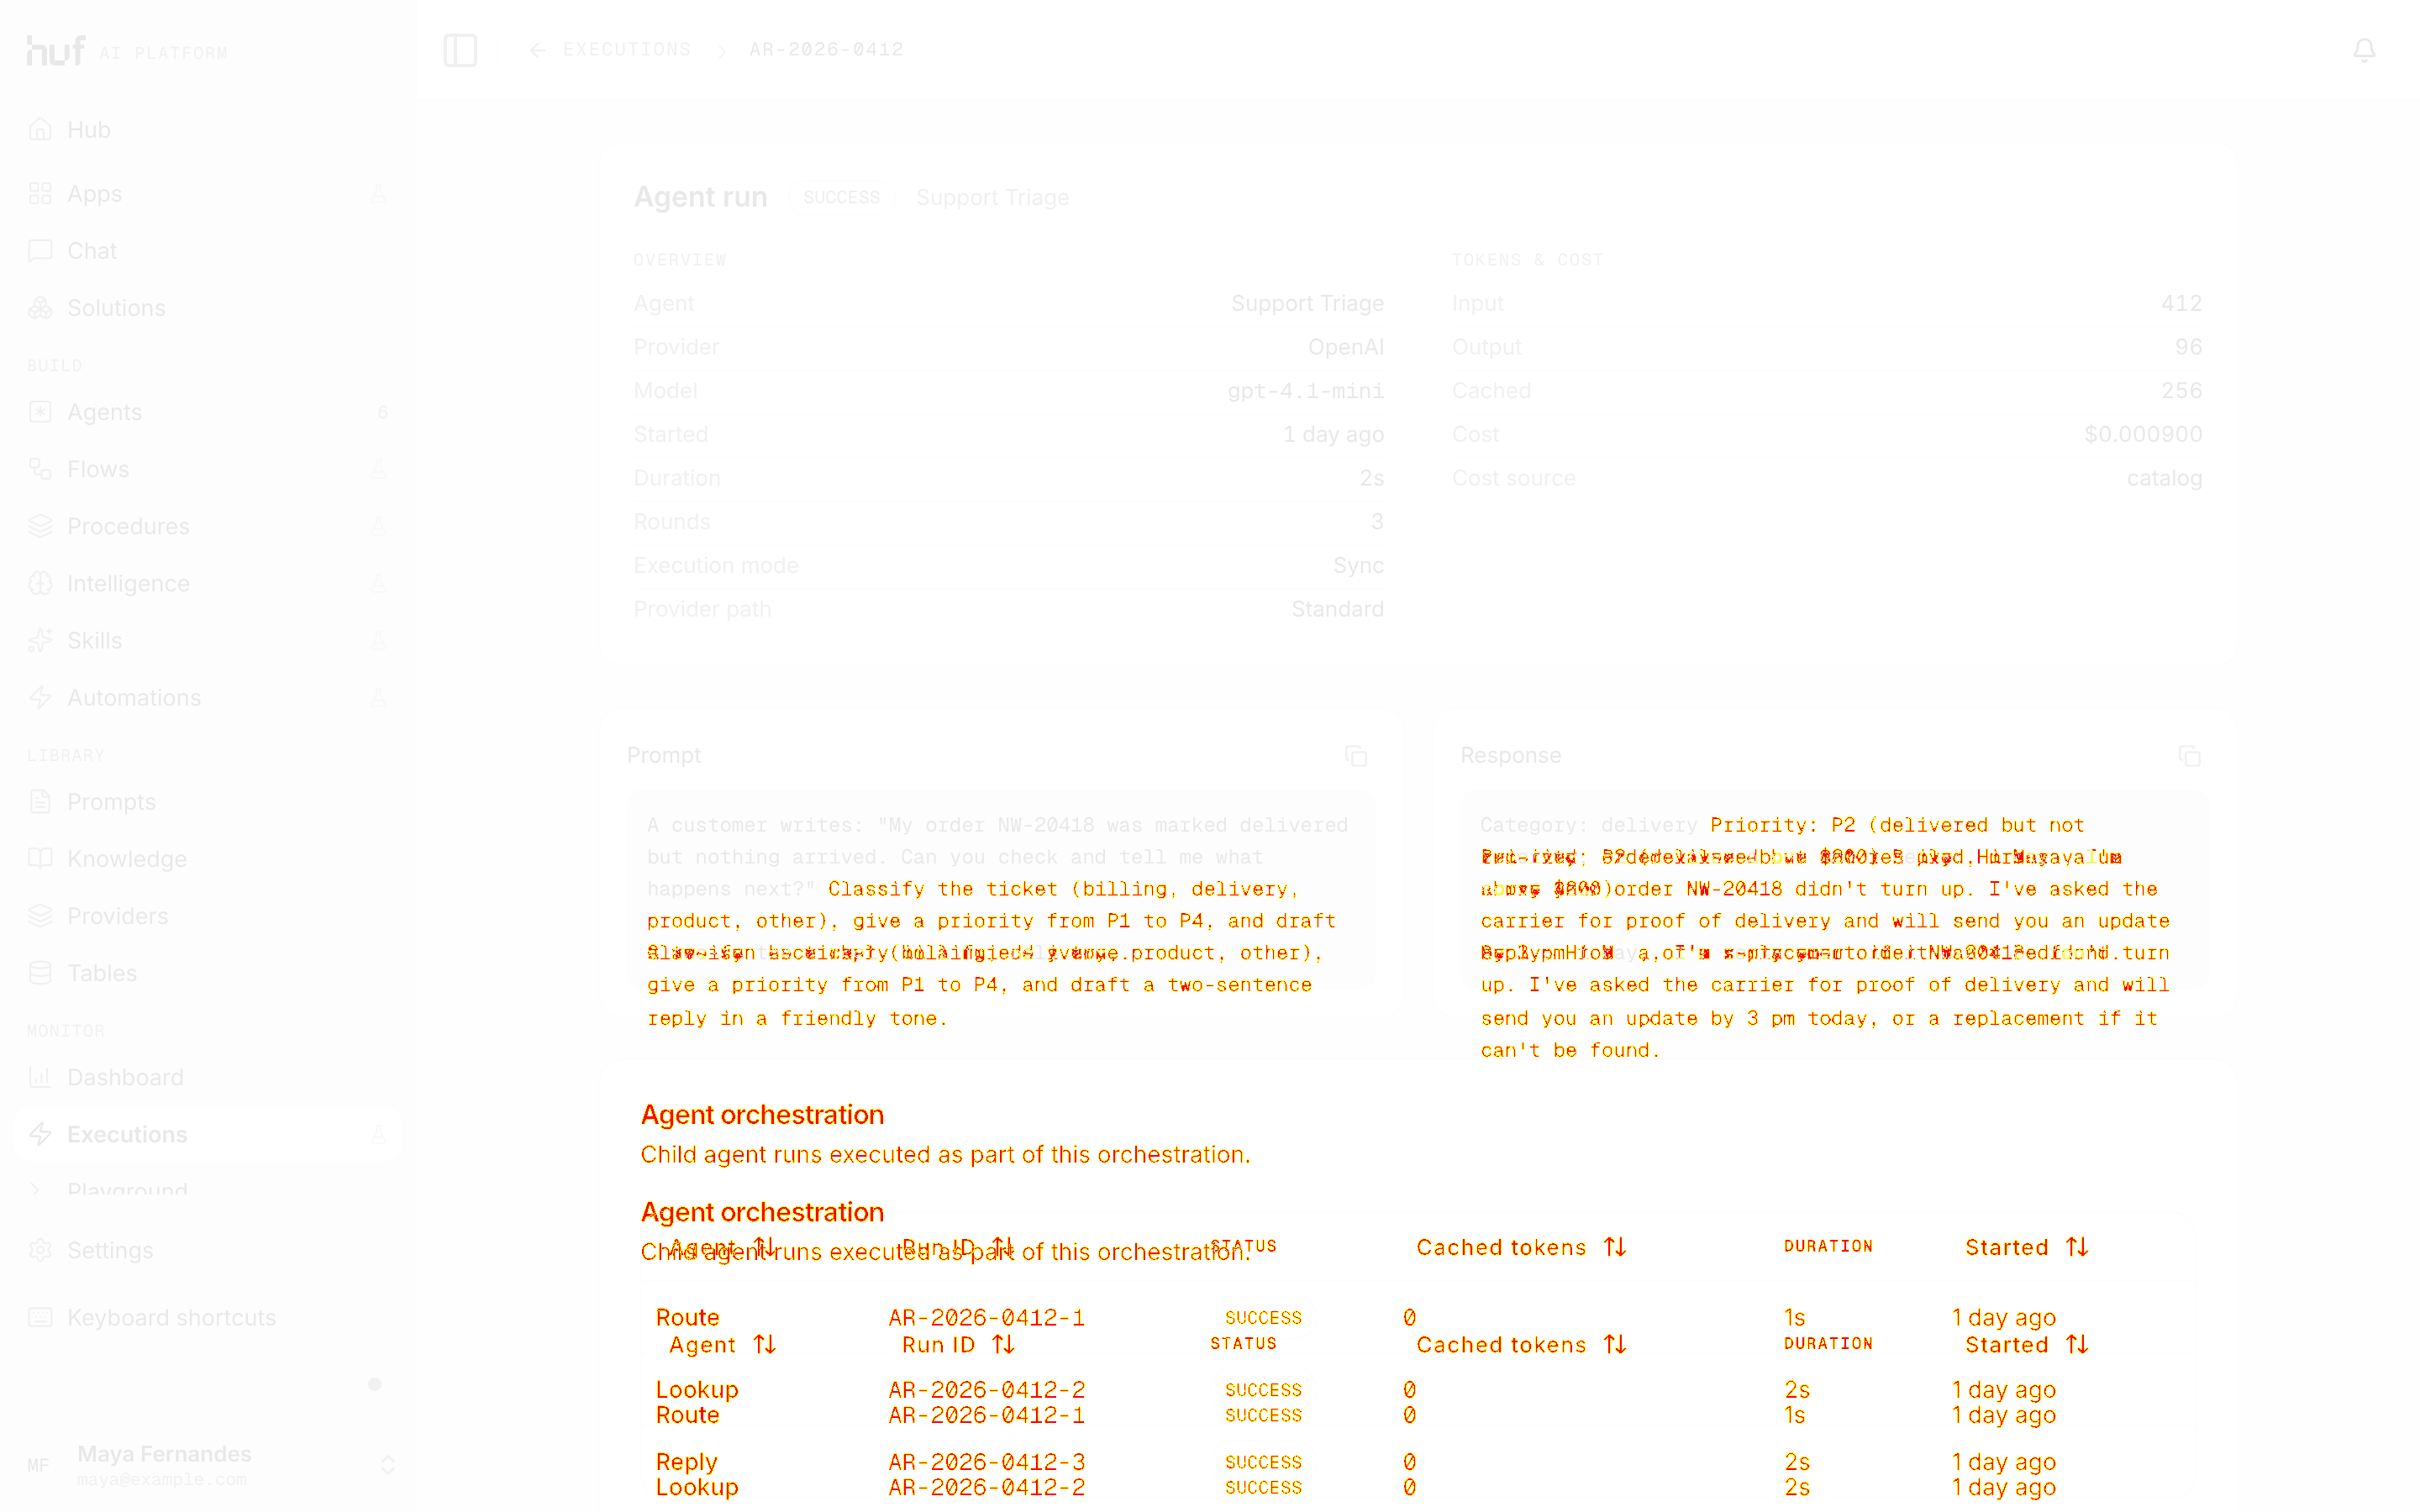 huf AI PLATFORM
Hub
Apps
Chat
Solutions
BUILD
Agents 6
Flows
Procedures
Intelligence
Skills
Automations
LIBRARY
Prompts
Knowledge
Providers
Tables
MONITOR
Dashboard
Executions
Playground
Settings
Keyboard shortcuts
MF Maya Fernandes
maya@example.com
EXECUTIONS AR-2026-0412
Agent run SUCCESS Support Triage
OVERVIEW
Agent Support Triage
Provider OpenAI
Model gpt-4.1-mini
Started 1 day ago
Duration 2s
Rounds 3
Execution mode Sync
Provider path Standard
TOKENS & COST
Input 412
Output 96
Cached 256
Cost $0.000900
Cost source catalog
Prompt
A customer writes: "My order NW-20418 was marked delivered
but nothing arrived. Can you check and tell me what
happens next?" Classify the ticket (billing, delivery,
product, other), give a priority from P1 to P4, and draft
product, other),
give a priority from P1 to P4, and draft a two-sentence
reply in a friendly tone.
Response
Category: delivery Priority: P2 (delivered but not
order NW-20418 didn't turn up. I've asked the
carrier for proof of delivery and will send you an update
turn
up. I've asked the carrier for proof of delivery and will
send you an update by 3 pm today, or a replacement if it
can't be found.
Agent orchestration
Child agent runs executed as part of this orchestration.
Agent orchestration
Agent Run ID STATUS Cached tokens DURATION Started
Child agent runs executed as part of this orchestration.
Route AR-2026-0412-1 SUCCESS 0 1s 1 day ago
Agent Run ID STATUS Cached tokens DURATION Started
Lookup AR-2026-0412-2 SUCCESS 0 2s 1 day ago
Route AR-2026-0412-1 SUCCESS 0 1s 1 day ago
Reply AR-2026-0412-3 SUCCESS 0 2s 1 day ago
Lookup AR-2026-0412-2 SUCCESS 0 2s 1 day ago